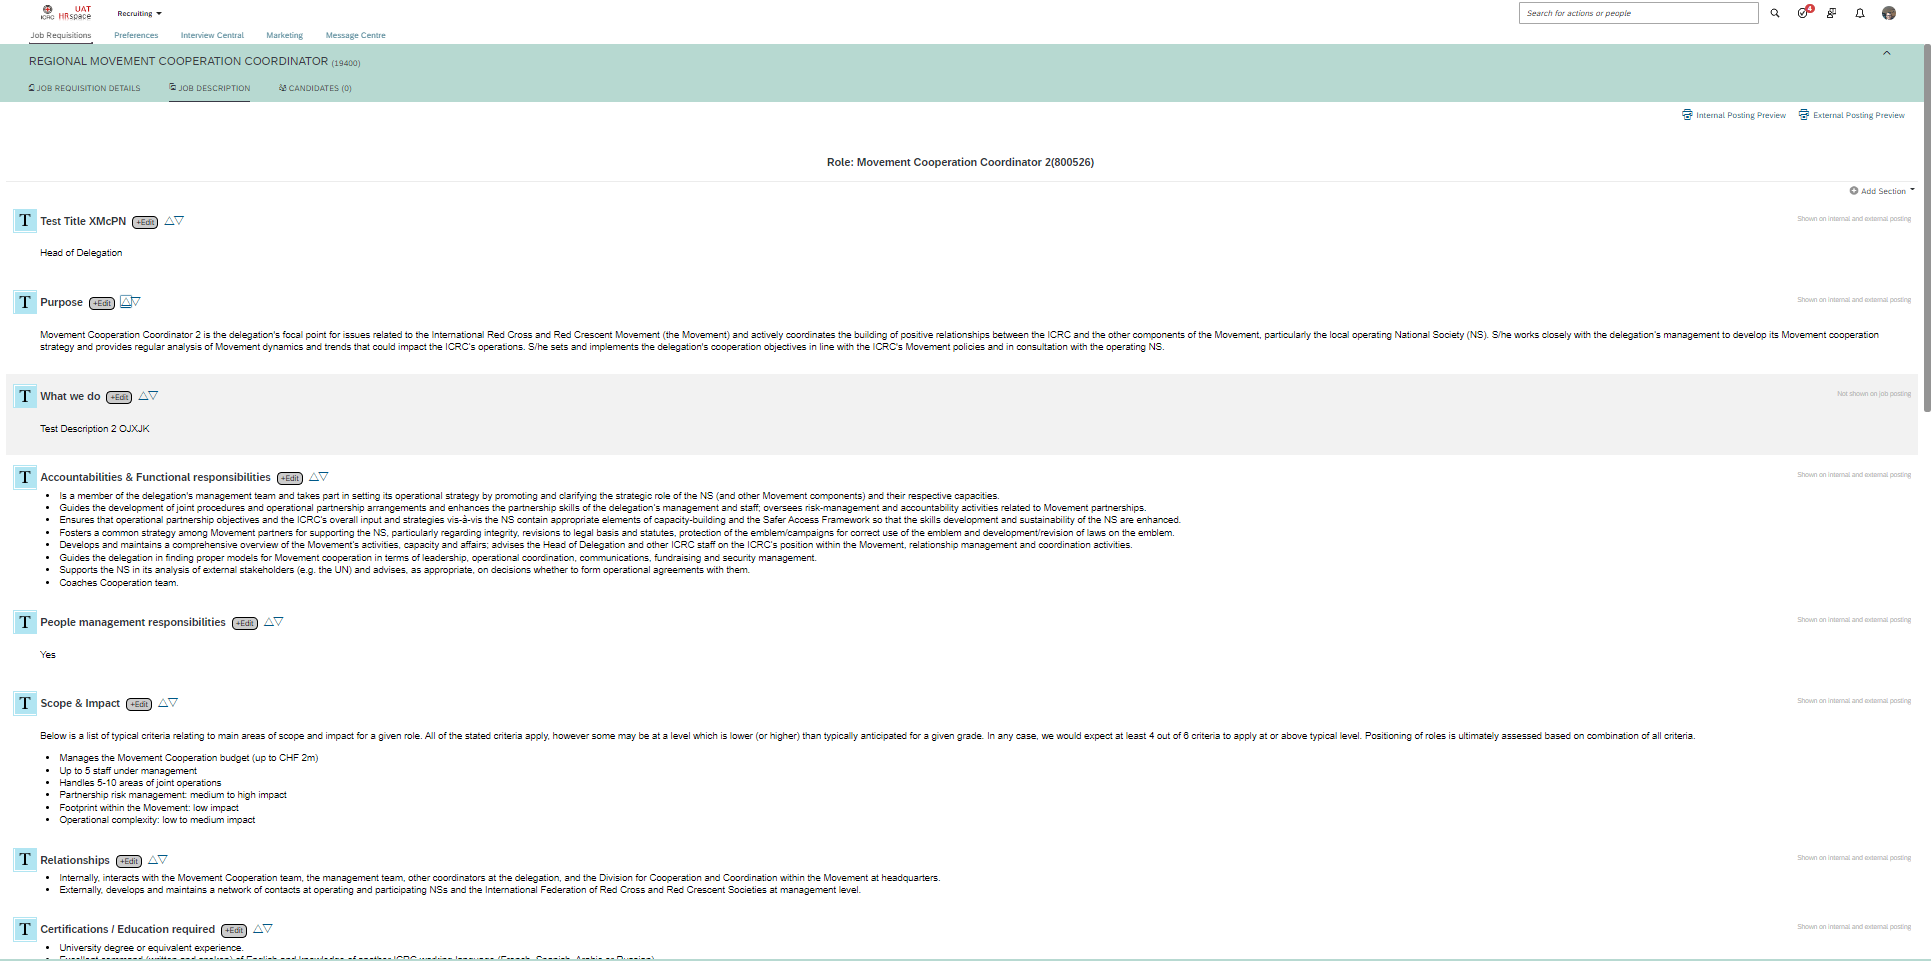 ICRC UAT HRspace
Recruiting
Search for actions or people
4
Job Requisitions Preferences Interview Central Marketing Message Centre
REGIONAL MOVEMENT COOPERATION COORDINATOR (19400)
JOB REQUISITION DETAILS JOB DESCRIPTION CANDIDATES (0)
Internal Posting Preview External Posting Preview
Role: Movement Cooperation Coordinator 2(800526)
Add Section
T Test Title XMcPN +Edit Shown on internal and external posting
Head of Delegation
T Purpose +Edit Shown on internal and external posting
Movement Cooperation Coordinator 2 is the delegation's focal point for issues related to the International Red Cross and Red Crescent Movement (the Movement) and actively coordinates the building of positive relationships between the ICRC and the other components of the Movement, particularly the local operating National Society (NS). S/he works closely with the delegation's management to develop its Movement cooperation
strategy and provides regular analysis of Movement dynamics and trends that could impact the ICRC's operations. S/he sets and implements the delegation's cooperation objectives in line with the ICRC's Movement policies and in consultation with the operating NS.
T What we do +Edit Not shown on job posting
Test Description 2 OJXJK
T Accountabilities & Functional responsibilities +Edit Shown on internal and external posting
• Is a member of the delegation's management team and takes part in setting its operational strategy by promoting and clarifying the strategic role of the NS (and other Movement components) and their respective capacities.
• Guides the development of joint procedures and operational partnership arrangements and enhances the partnership skills of the delegation's management and staff; oversees risk-management and accountability activities related to Movement partnerships.
• Ensures that operational partnership objectives and the ICRC's overall input and strategies vis-à-vis the NS contain appropriate elements of capacity-building and the Safer Access Framework so that the skills development and sustainability of the NS are enhanced.
• Fosters a common strategy among Movement partners for supporting the NS, particularly regarding integrity, revisions to legal basis and statutes, protection of the emblem/campaigns for correct use of the emblem and development/revision of laws on the emblem.
• Develops and maintains a comprehensive overview of the Movement's activities, capacity and affairs; advises the Head of Delegation and other ICRC staff on the ICRC's position within the Movement, relationship management and coordination activities.
• Guides the delegation in finding proper models for Movement cooperation in terms of leadership, operational coordination, communications, fundraising and security management.
• Supports the NS in its analysis of external stakeholders (e.g. the UN) and advises, as appropriate, on decisions whether to form operational agreements with them.
• Coaches Cooperation team.
T People management responsibilities +Edit Shown on internal and external posting
Yes
T Scope & Impact +Edit Shown on internal and external posting
Below is a list of typical criteria relating to main areas of scope and impact for a given role. All of the stated criteria apply, however some may be at a level which is lower (or higher) than typically anticipated for a given grade. In any case, we would expect at least 4 out of 6 criteria to apply at or above typical level. Positioning of roles is ultimately assessed based on combination of all criteria.
• Manages the Movement Cooperation budget (up to CHF 2m)
• Up to 5 staff under management
• Handles 5-10 areas of joint operations
• Partnership risk management: medium to high impact
• Footprint within the Movement: low impact
• Operational complexity: low to medium impact
T Relationships +Edit Shown on internal and external posting
• Internally, interacts with the Movement Cooperation team, the management team, other coordinators at the delegation, and the Division for Cooperation and Coordination within the Movement at headquarters.
• Externally, develops and maintains a network of contacts at operating and participating NSs and the International Federation of Red Cross and Red Crescent Societies at management level.
T Certifications / Education required +Edit Shown on internal and external posting
• University degree or equivalent experience.
• Excellent command (written and spoken) of English and knowledge of another ICRC working language (French, Spanish, Arabic or Russian)